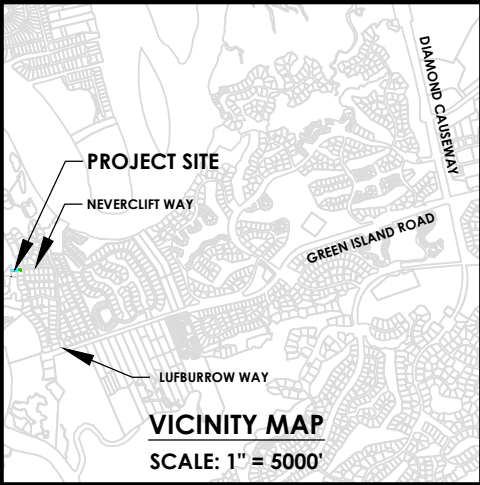 DIAMOND CAUSEWAY
PROJECT SITE
NEVERCLIFT WAY
GREEN ISLAND ROAD
LUFBURROW WAY
VICINITY MAP
SCALE: 1" = 5000'